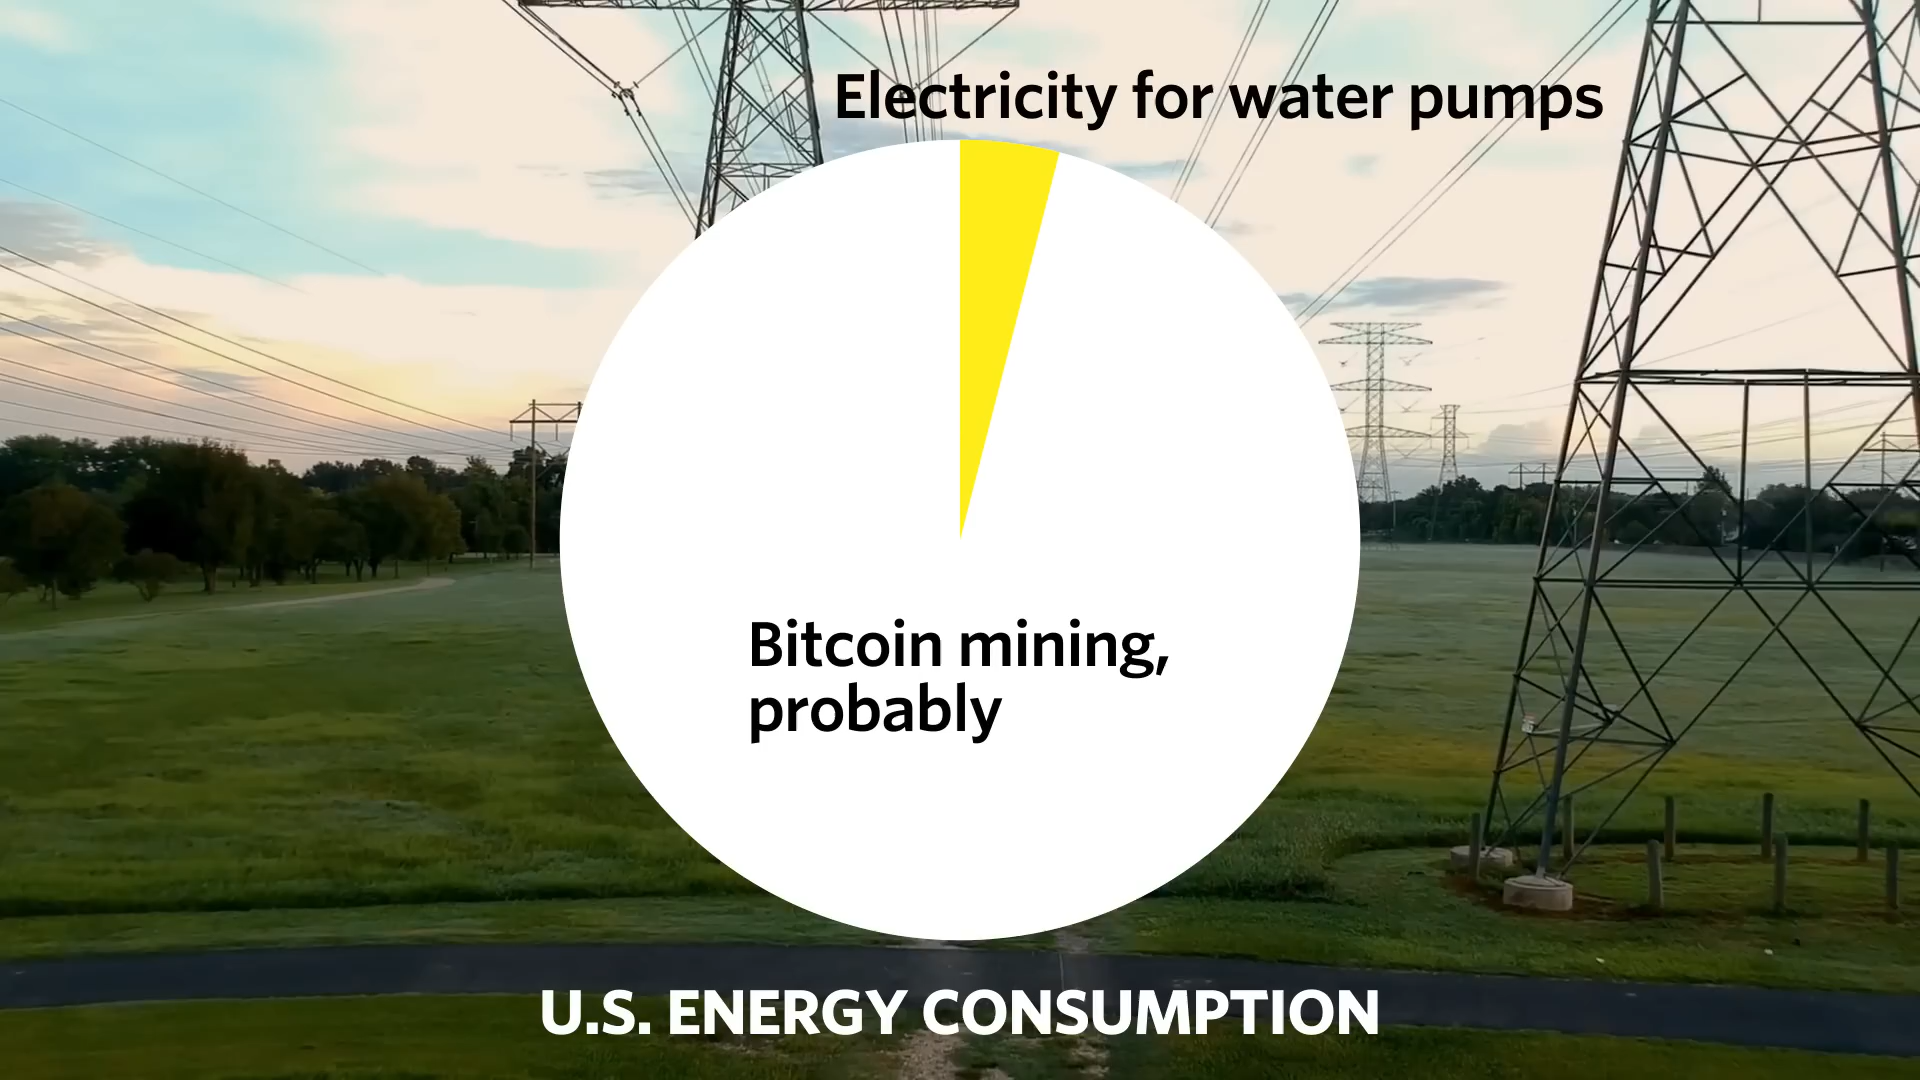 Electricity for water pumps
Bitcoin mining,
probably
U.S. ENERGY CONSUMPTION